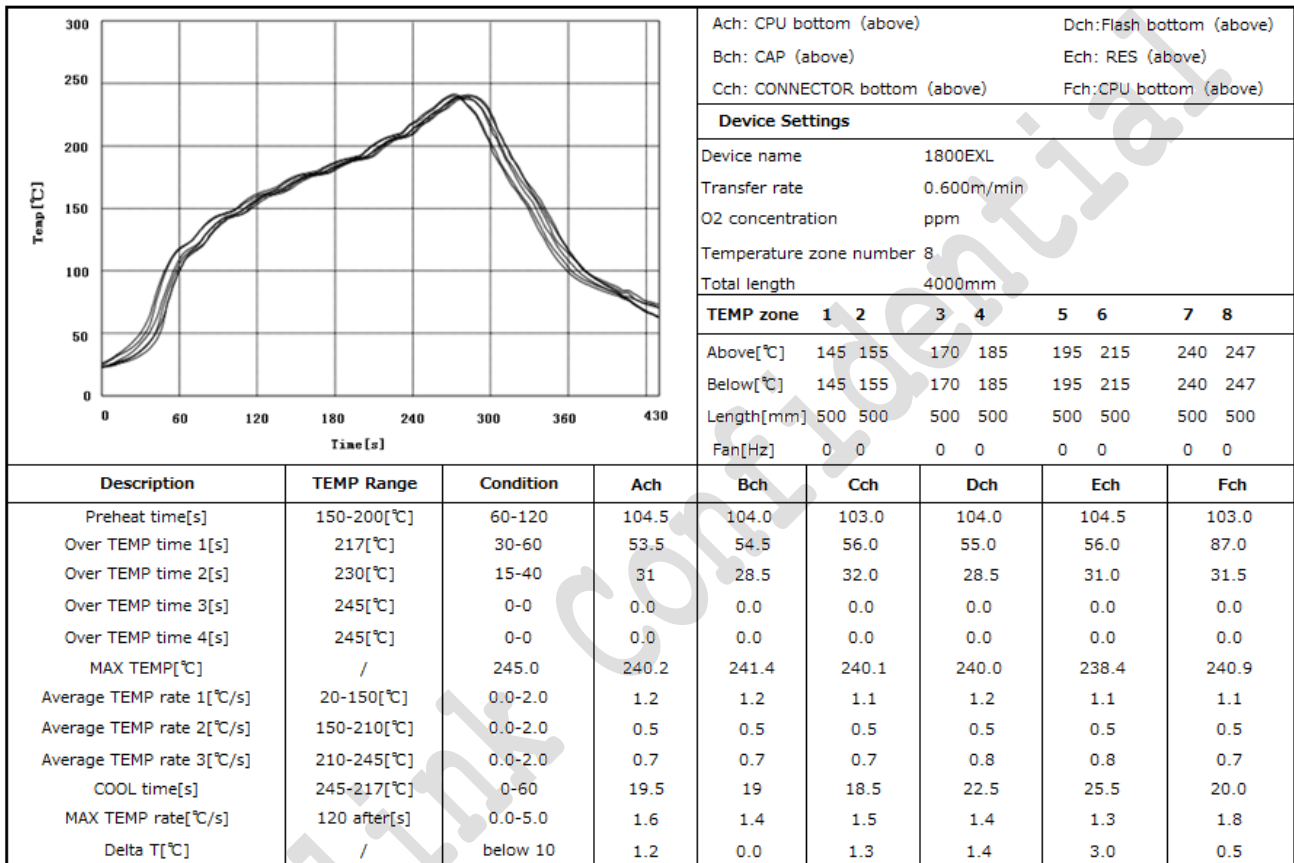 300
250
200
150
100
50
0
Temp[℃]
0 60 120 180 240 300 360 430
Time[s]
Ach: CPU bottom (above) Dch:Flash bottom (above)
Bch: CAP (above) Ech: RES (above)
Cch: CONNECTOR bottom (above) Fch:CPU bottom (above)
Device Settings
Device name 1800EXL
Transfer rate 0.600m/min
O2 concentration ppm
Temperature zone number 8
Total length 4000mm
TEMP zone 1 2 3 4 5 6 7 8
Above[℃] 145 155 170 185 195 215 240 247
Below[℃] 145 155 170 185 195 215 240 247
Length[mm] 500 500 500 500 500 500 500 500
Fan[Hz] 0 0 0 0 0 0 0 0
Description TEMP Range Condition Ach Bch Cch Dch Ech Fch
Preheat time[s] 150-200[℃] 60-120 104.5 104.0 103.0 104.0 104.5 103.0
Over TEMP time 1[s] 217[℃] 30-60 53.5 54.5 56.0 55.0 56.0 87.0
Over TEMP time 2[s] 230[℃] 15-40 31 28.5 32.0 28.5 31.0 31.5
Over TEMP time 3[s] 245[℃] 0-0 0.0 0.0 0.0 0.0 0.0 0.0
Over TEMP time 4[s] 245[℃] 0-0 0.0 0.0 0.0 0.0 0.0 0.0
MAX TEMP[℃] / 245.0 240.2 241.4 240.1 240.0 238.4 240.9
Average TEMP rate 1[℃/s] 20-150[℃] 0.0-2.0 1.2 1.2 1.1 1.2 1.1 1.1
Average TEMP rate 2[℃/s] 150-210[℃] 0.0-2.0 0.5 0.5 0.5 0.5 0.5 0.5
Average TEMP rate 3[℃/s] 210-245[℃] 0.0-2.0 0.7 0.7 0.7 0.8 0.8 0.7
COOL time[s] 245-217[℃] 0-60 19.5 19 18.5 22.5 25.5 20.0
MAX TEMP rate[℃/s] 120 after[s] 0.0-5.0 1.6 1.4 1.5 1.4 1.3 1.8
Delta T[℃] / below 10 1.2 0.0 1.3 1.4 3.0 0.5
link Confidential